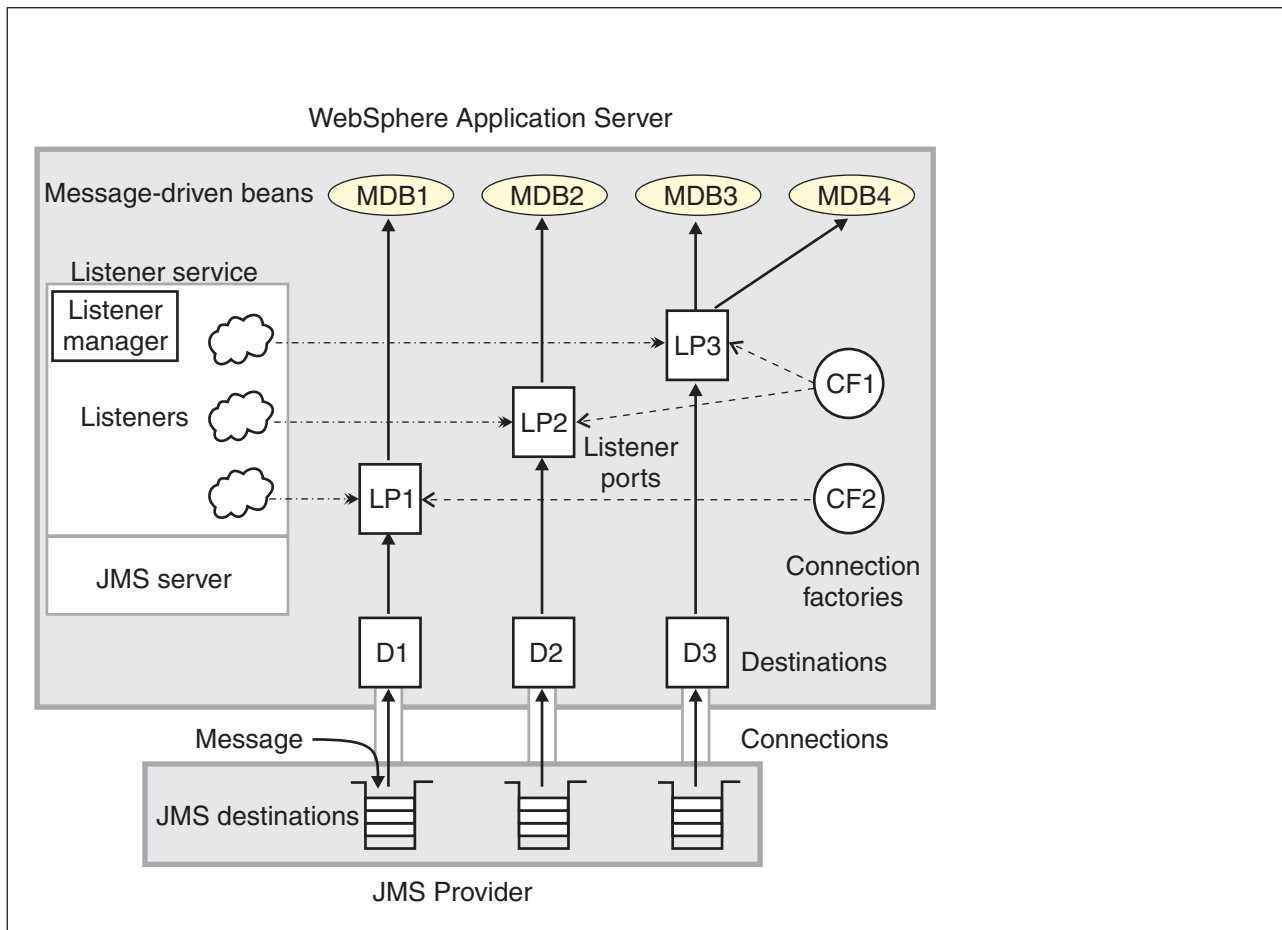 WebSphere Application Server
Message-driven beans
MDB1
MDB2
MDB3
MDB4
Listener service
Listener
manager
LP3
CF1
Listeners
LP2
Listener
ports
LP1
CF2
JMS server
Connection
factories
D1
D2
D3
Destinations
Message
Connections
JMS destinations
JMS Provider